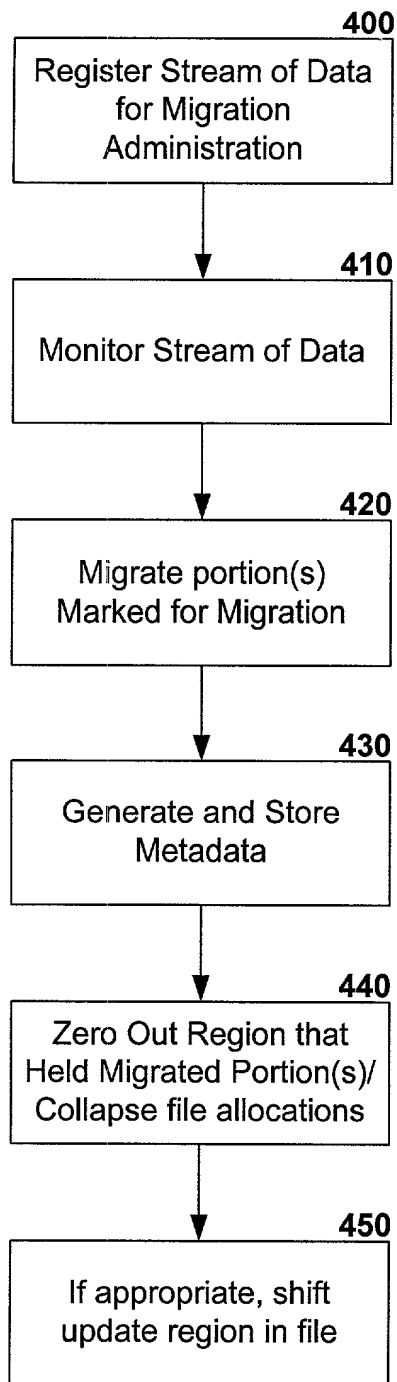 400
Register Stream of Data
for Migration
Administration
410
Monitor Stream of Data
420
Migrate portion(s)
Marked for Migration
430
Generate and Store
Metadata
440
Zero Out Region that
Held Migrated Portion(s)/
Collapse file allocations
450
If appropriate, shift
update region in file